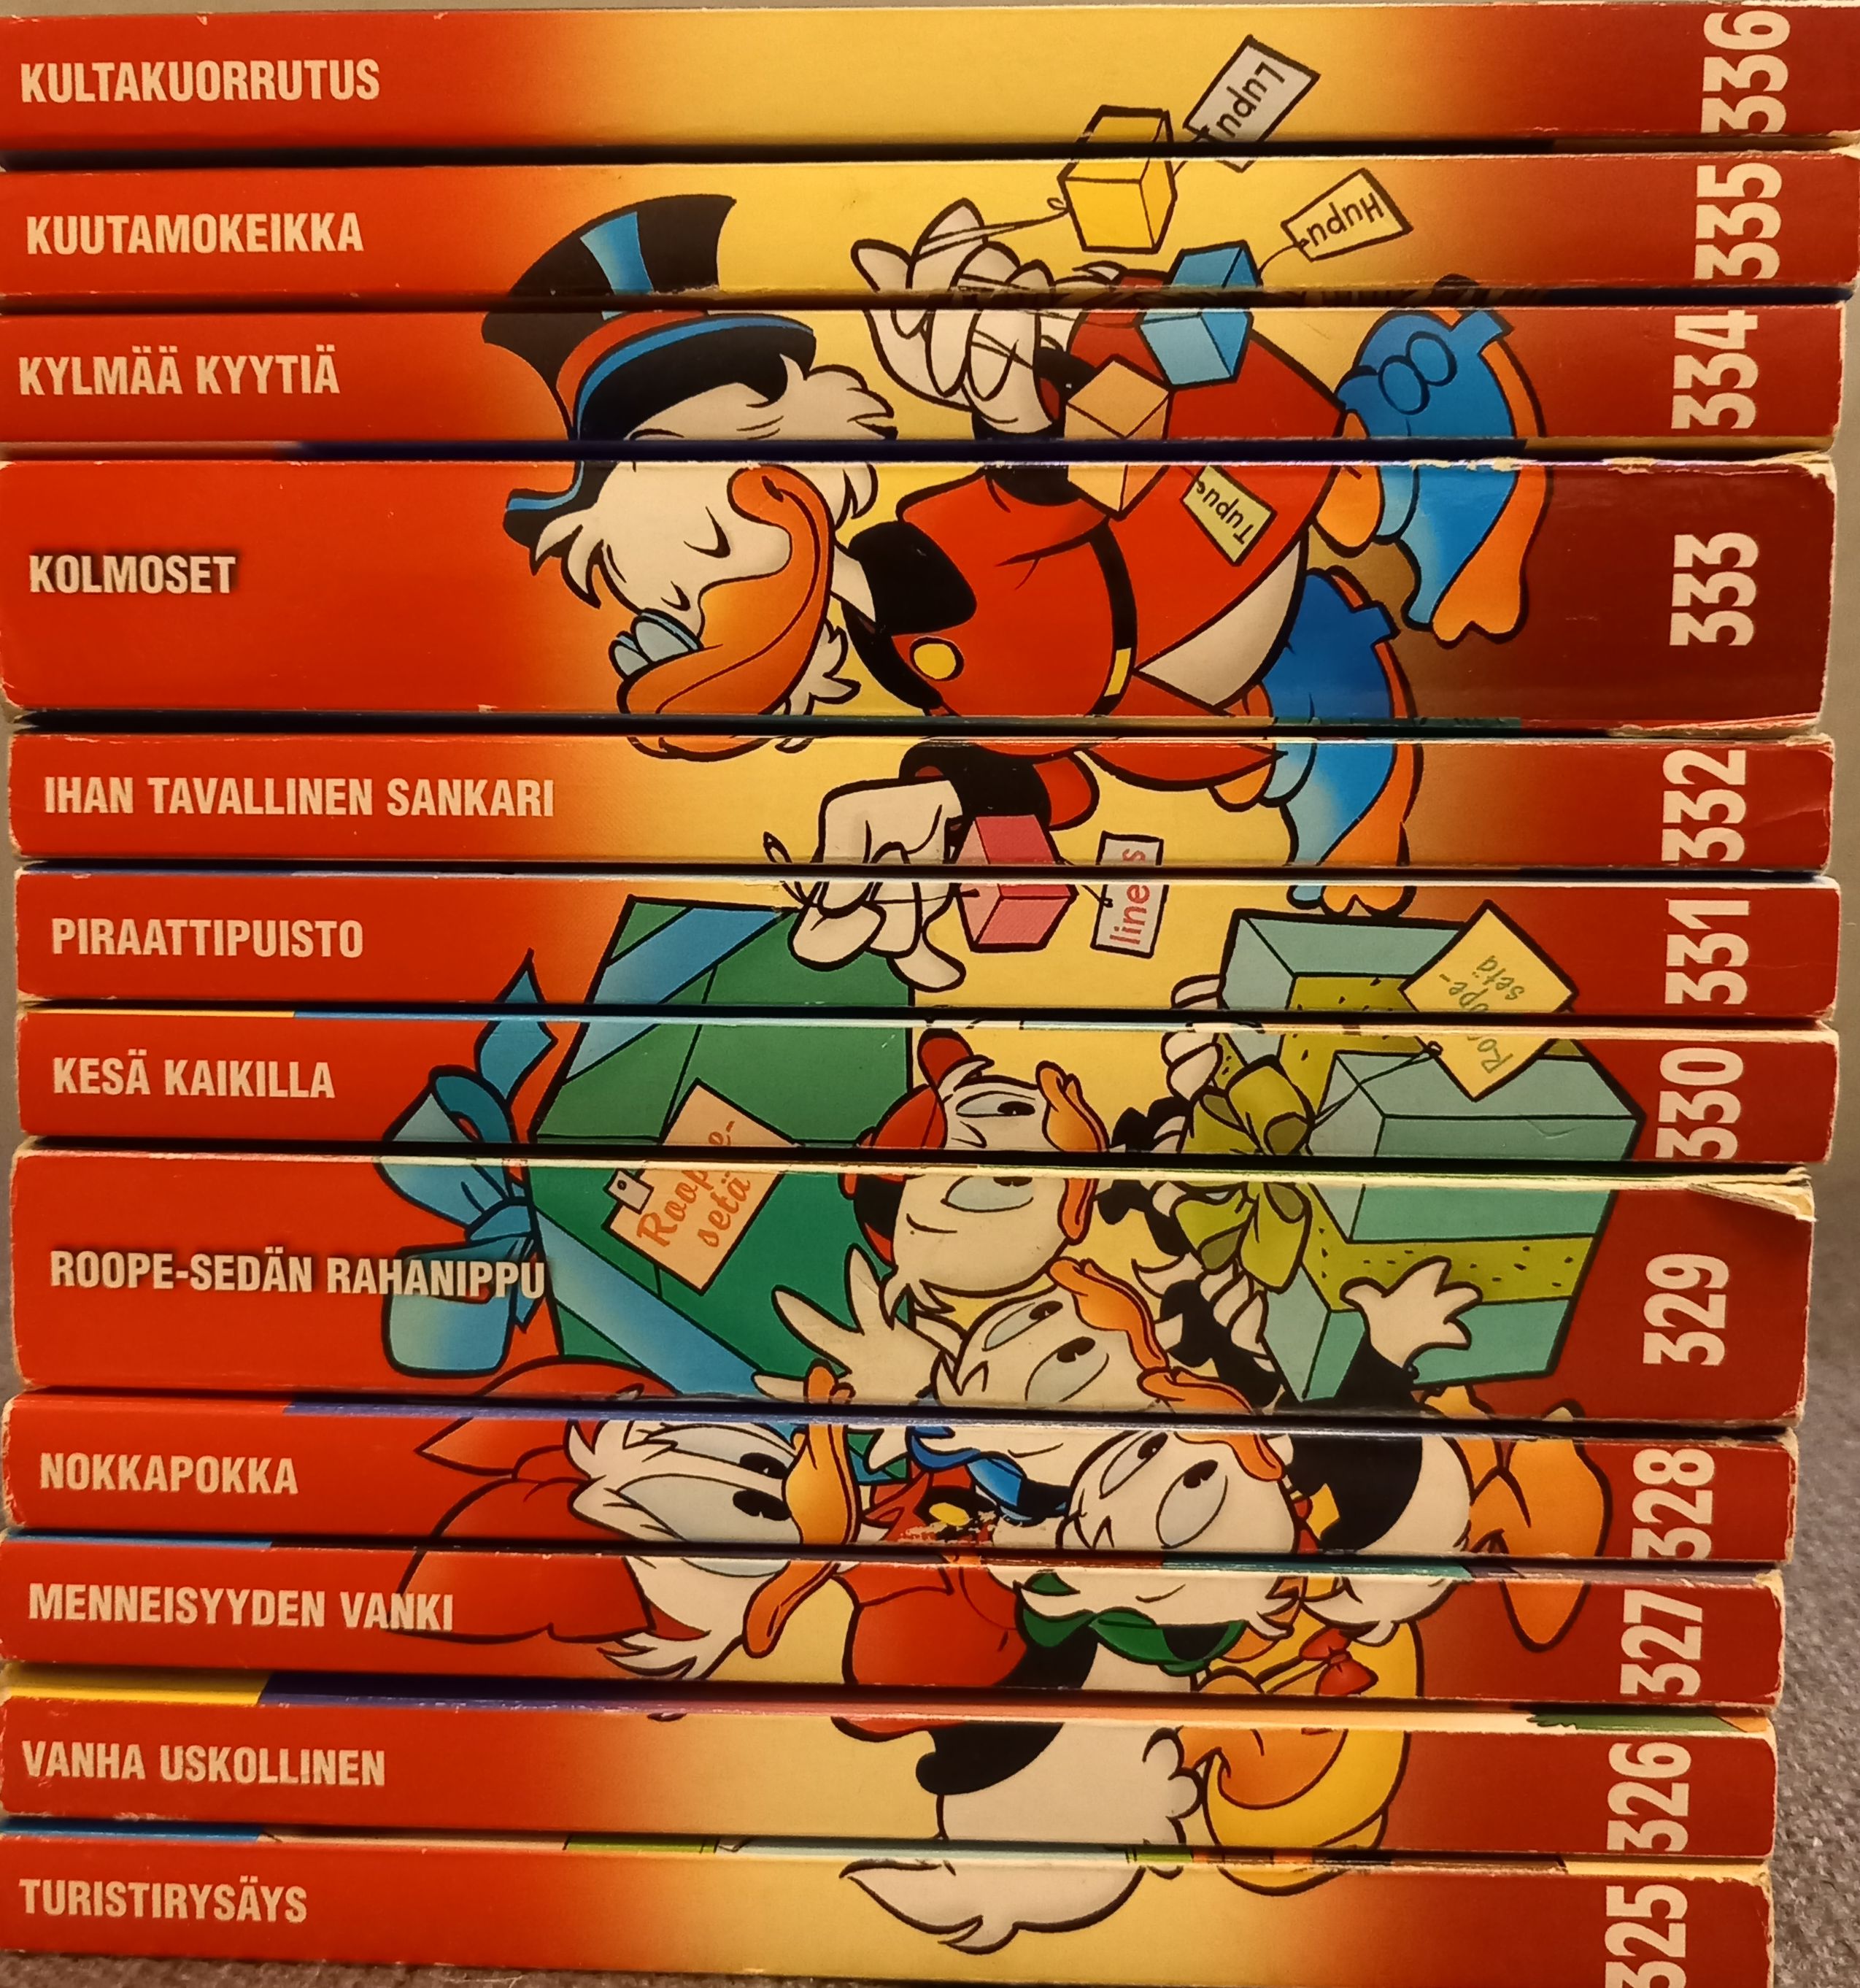 TURISTIRYSÄYS
VANHA USKOLLINEN
MENNEISYYDEN VANKI
NOKKAPOKKA
ROOPE-SEDÄN RAHANIPPU
KESÄ KAIKILLA
PIRAATTIPUISTO
IHAN TAVALLINEN SANKARI
KOLMOSET
KYLMÄÄ KYYTIÄ
KUUTAMOKEIKKA
KULTAKUORRUTUS
Roope-
setä
Iines
Tupu
Hupu
Lupu
Roope-
setä
325
326
327
328
329
330
331
332
333
334
335
336